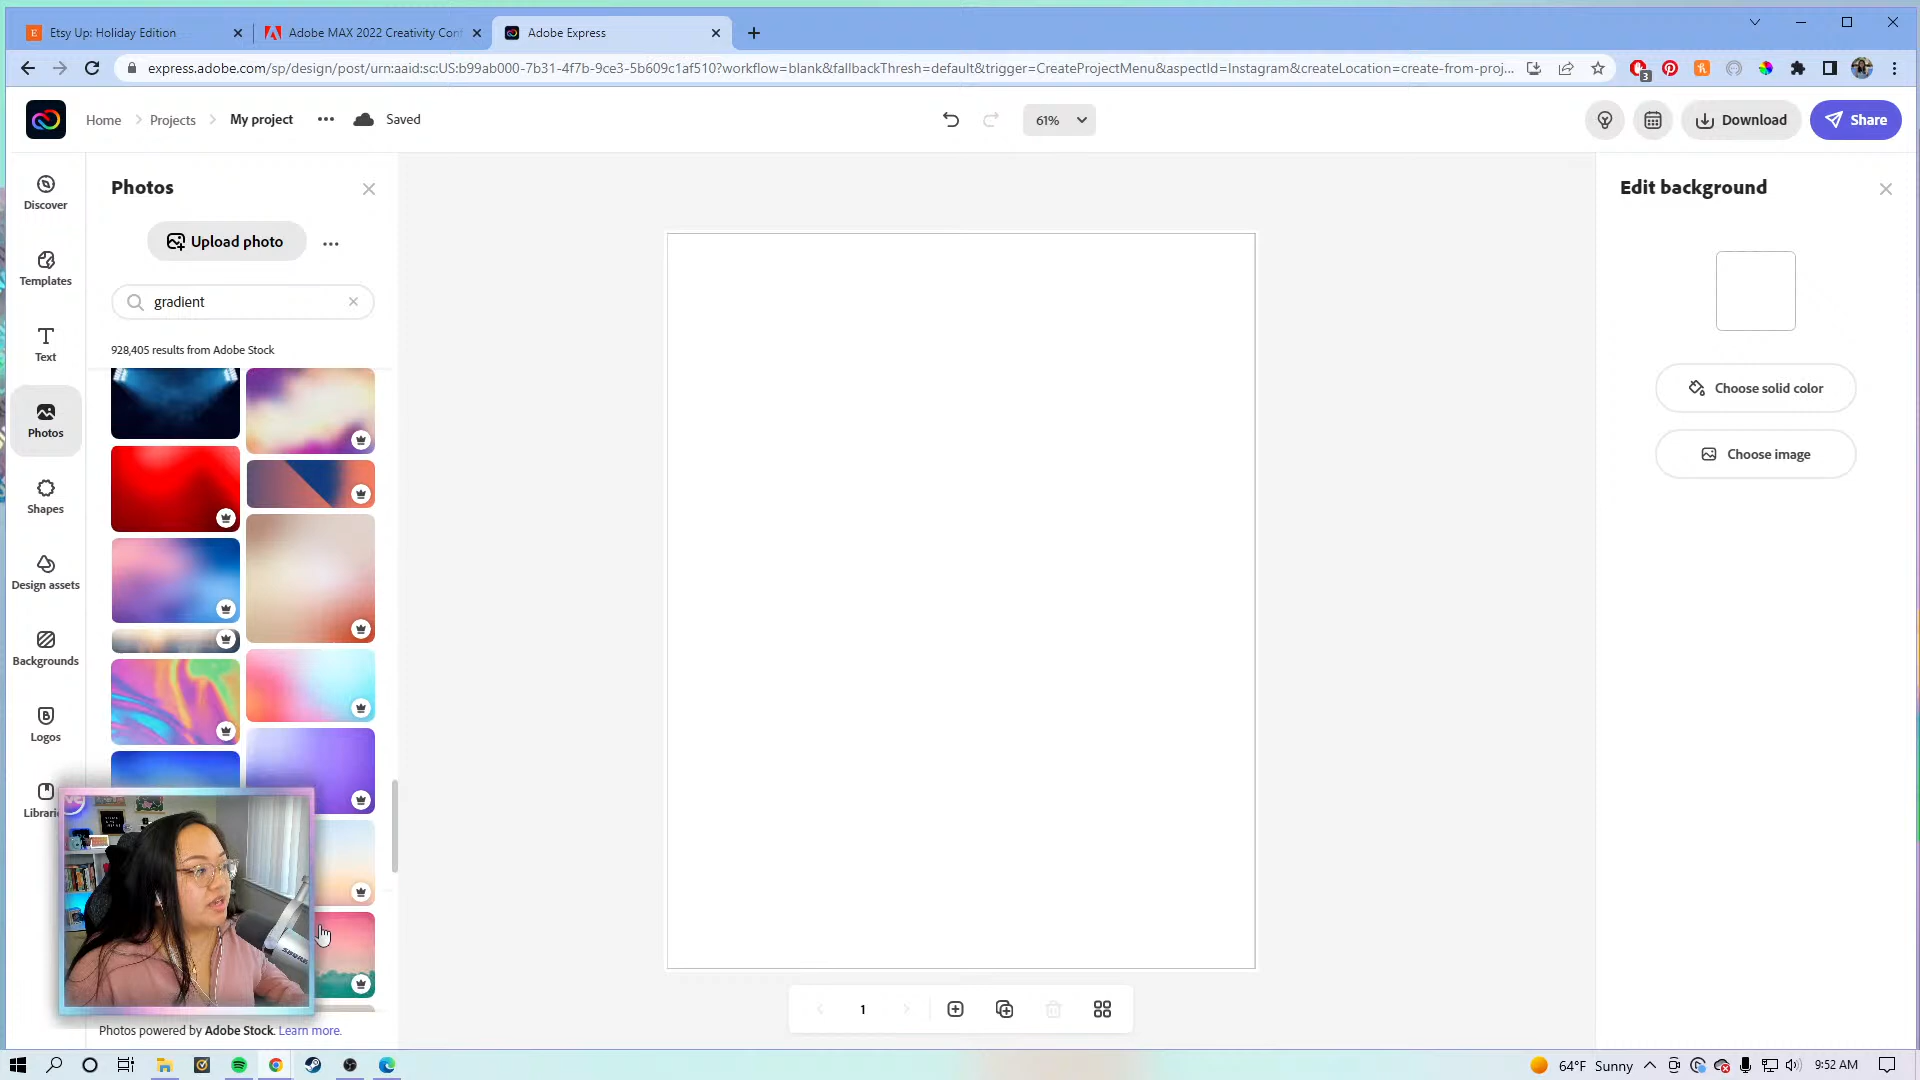 Etsy Up: Holiday Edition
Adobe MAX 2022 Creativity Con
Adobe Express
express.adobe.com/sp/design/post/urn:aaid:sc:US:b99ab000-7b31-4f7b-9ce3-5b609c1af510?workflow=blank&fallbackThresh=default&trigger=CreateProjectMenu&aspectId=Instagram&createLocation=create-from-proj...
3
Home
Projects
My project
Saved
61%
Download
Share
Discover
Templates
Text
Photos
Shapes
Design assets
Backgrounds
Logos
Photos
Upload photo
gradient
928,405 results from Adobe Stock
Photos powered by Adobe Stock. Learn more.
1
Edit background
Choose solid color
Choose image
64°F Sunny
9:52 AM